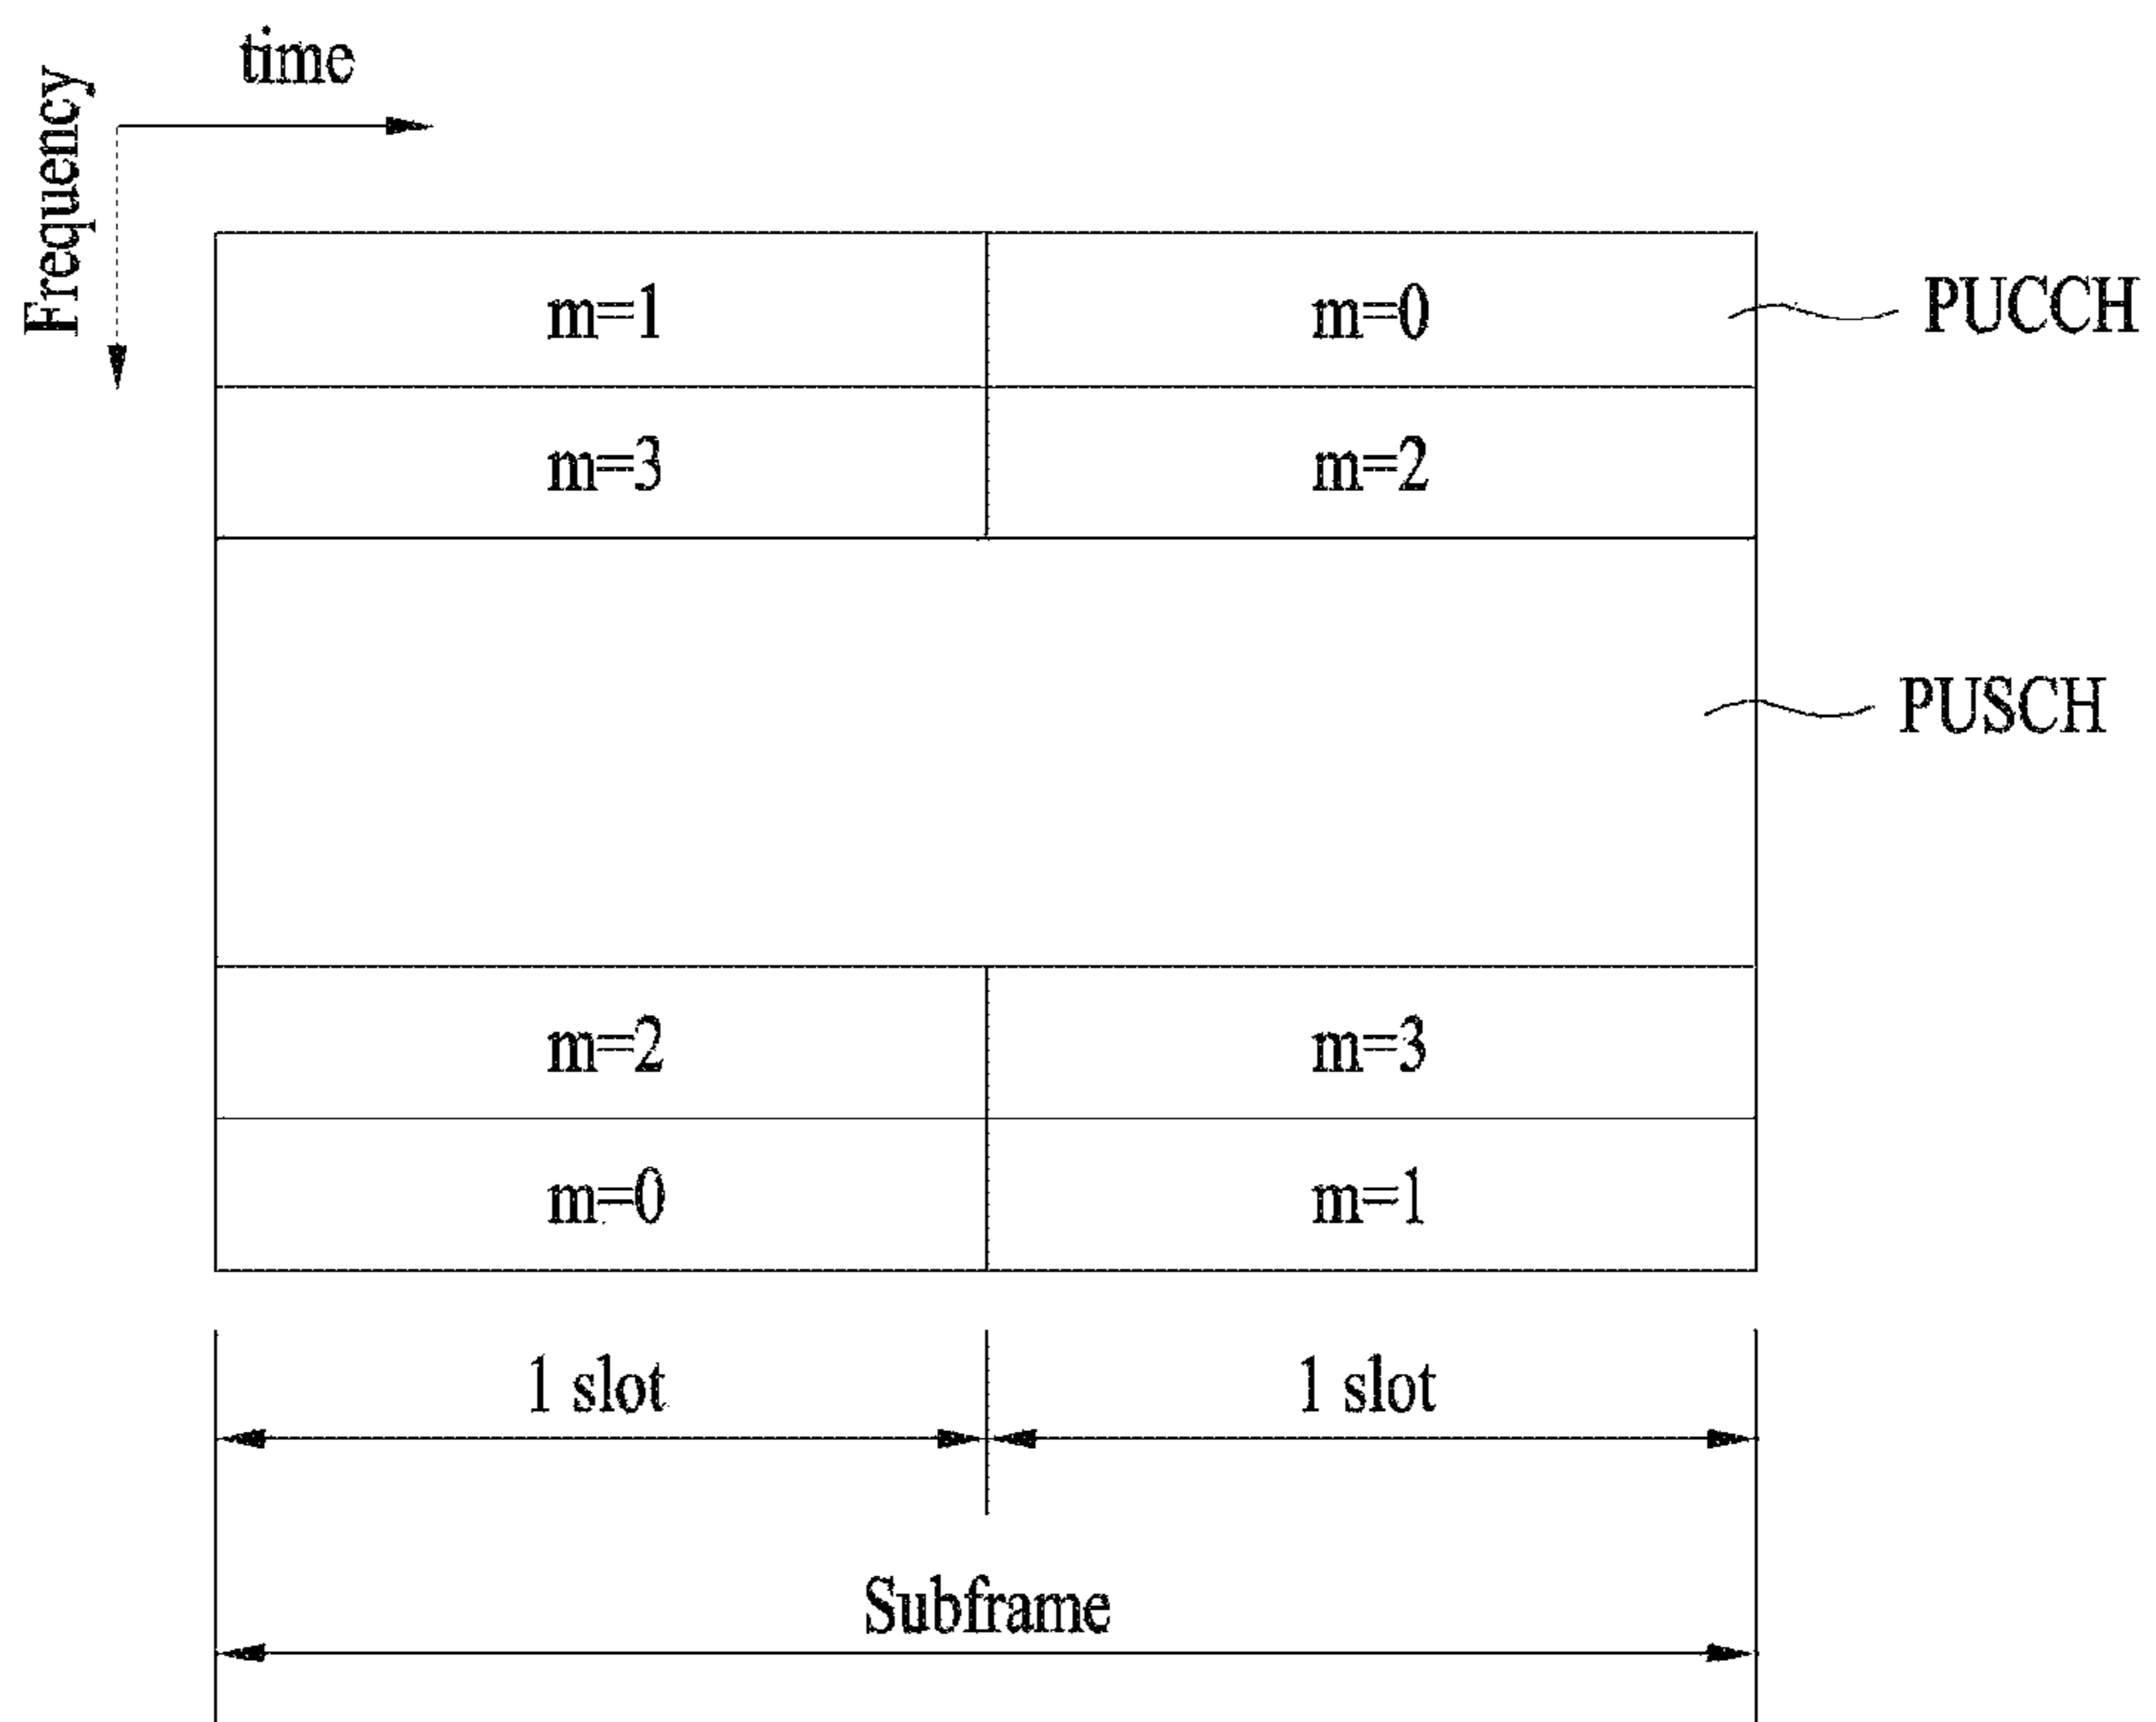 time
Frequency
m=1 m=0 PUCCH
m=3 m=2
PUSCH
m=2 m=3
m=0 m=1
1 slot 1 slot
Subframe